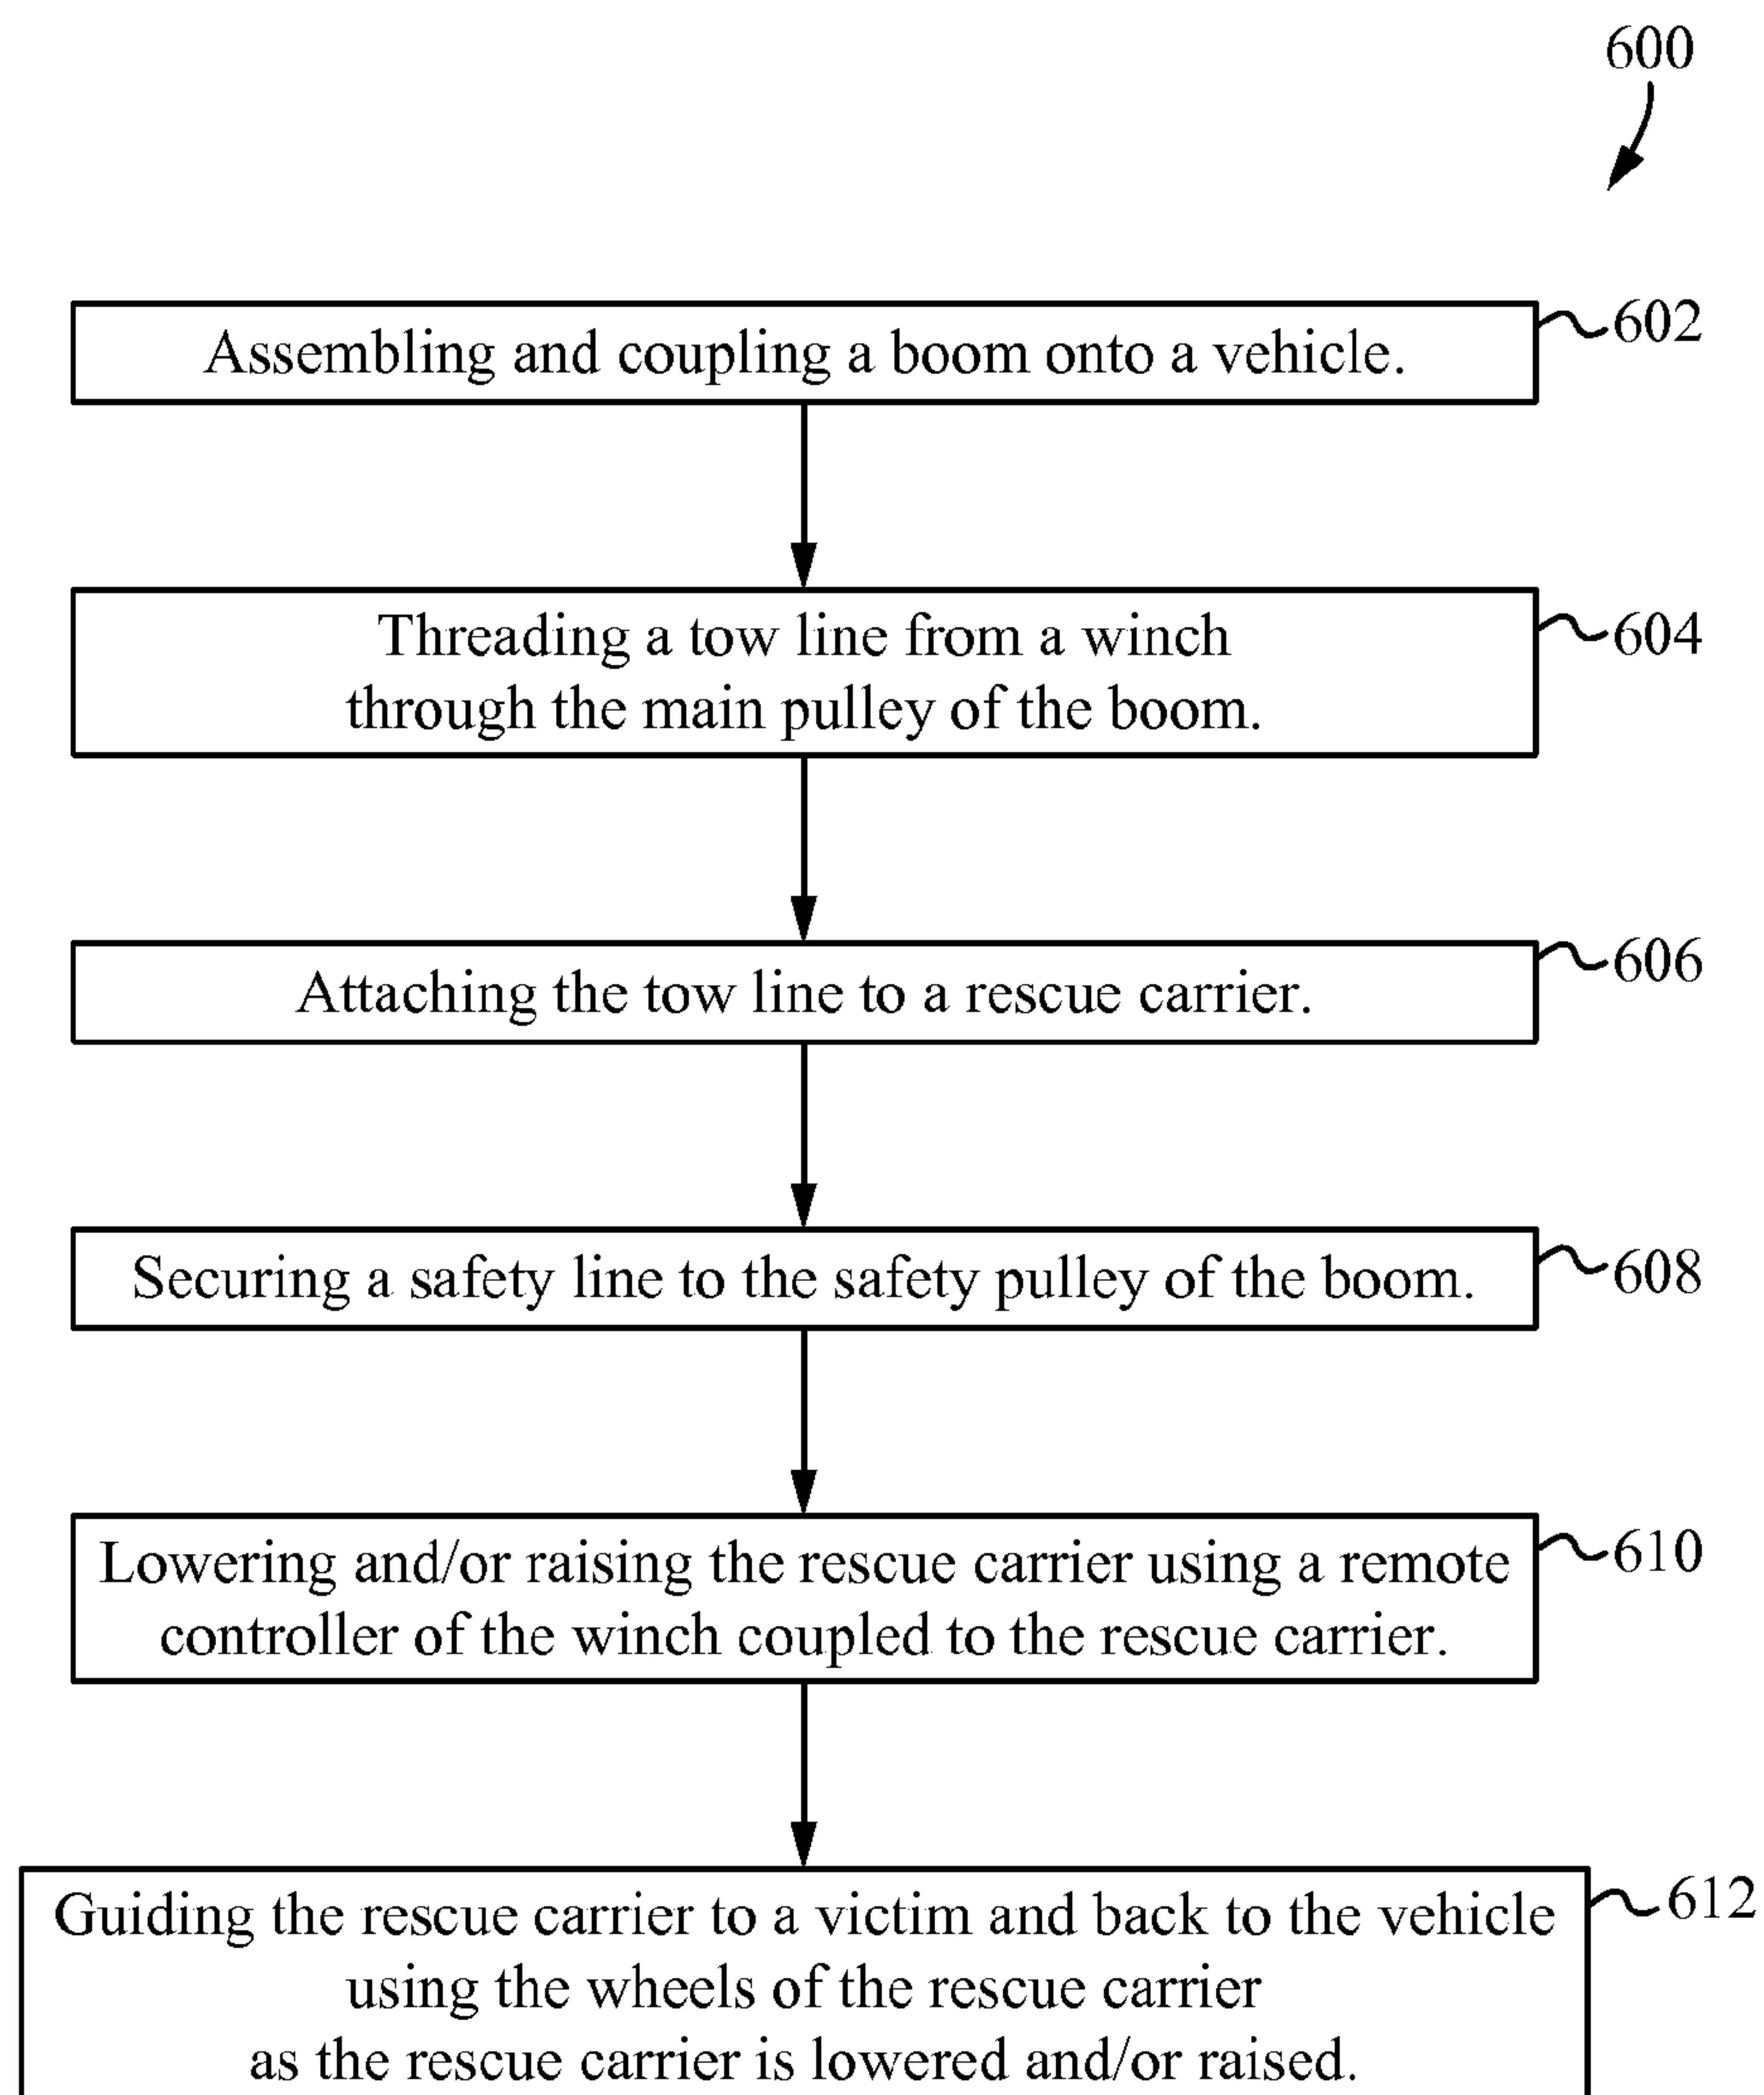 600
Assembling and coupling a boom onto a vehicle.
602
Threading a tow line from a winch
through the main pulley of the boom.
604
Attaching the tow line to a rescue carrier.
606
Securing a safety line to the safety pulley of the boom.
608
Lowering and/or raising the rescue carrier using a remote
controller of the winch coupled to the rescue carrier.
610
Guiding the rescue carrier to a victim and back to the vehicle
using the wheels of the rescue carrier
as the rescue carrier is lowered and/or raised.
612